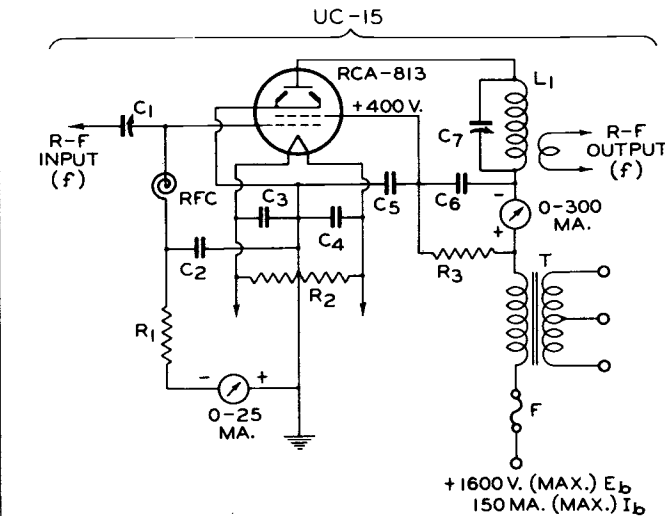 UC-15
RCA-813
+400 V.
C1
R-F
INPUT
(f)
RFC
C2
C3
C4
C5
C6
C7
L1
R-F
OUTPUT
(f)
-
+
0-300
MA.
R1
R2
R3
T
-
+
0-25
MA.
F
+1600 V. (MAX.) Eb
150 MA. (MAX.) Ib